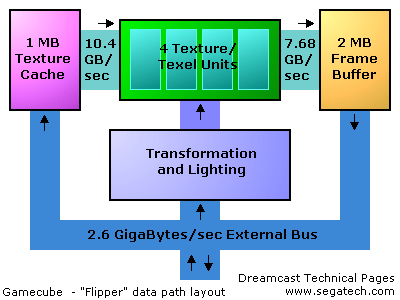 1 MB
Texture
Cache
10.4
GB/
sec
4 Texture/
Texel Units
7.68
GB/
sec
2 MB
Frame
Buffer
Transformation
and Lighting
2.6 GigaBytes/sec External Bus
Dreamcast Technical Pages
Gamecube - "Flipper" data path layout
www.segatech.com